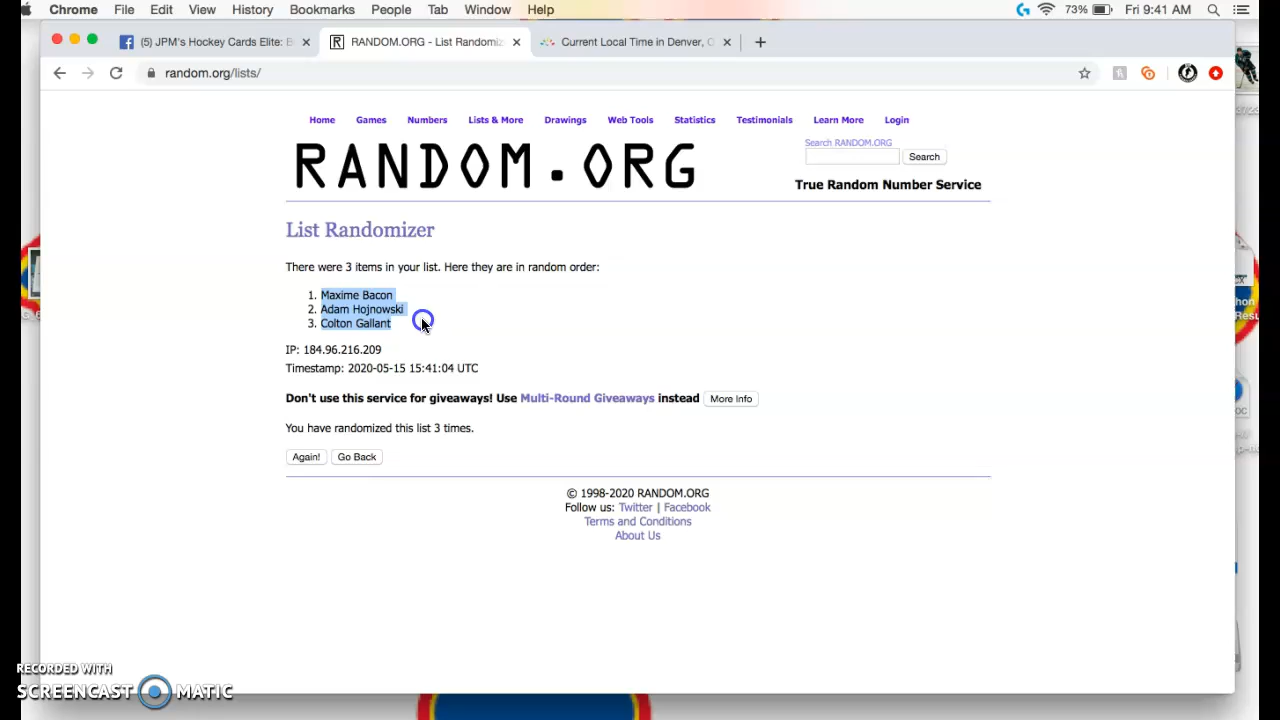 Chrome File Edit View History Bookmarks People Tab Window Help 73% Fri 9:41 AM
(5) JPM's Hockey Cards Elite: B RANDOM.ORG - List Randomiz Current Local Time in Denver, C
random.org/lists/
Home Games Numbers Lists & More Drawings Web Tools Statistics Testimonials Learn More Login
Search RANDOM.ORG
RANDOM.ORG
Search
True Random Number Service
List Randomizer
There were 3 items in your list. Here they are in random order:
1. Maxime Bacon
2. Adam Hojnowski
3. Colton Gallant
IP: 184.96.216.209
Timestamp: 2020-05-15 15:41:04 UTC
Don't use this service for giveaways! Use Multi-Round Giveaways instead More Info
You have randomized this list 3 times.
Again! Go Back
© 1998-2020 RANDOM.ORG
Follow us: Twitter | Facebook
Terms and Conditions
About Us
RECORDED WITH
SCREENCAST MATIC